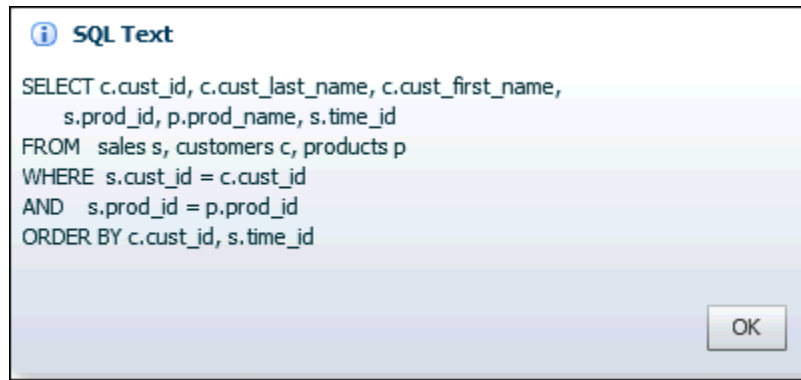 SQL Text
SELECT c.cust_id, c.cust_last_name, c.cust_first_name,
s.prod_id, p.prod_name, s.time_id
FROM sales s, customers c, products p
WHERE s.cust_id = c.cust_id
AND s.prod_id = p.prod_id
ORDER BY c.cust_id, s.time_id
OK